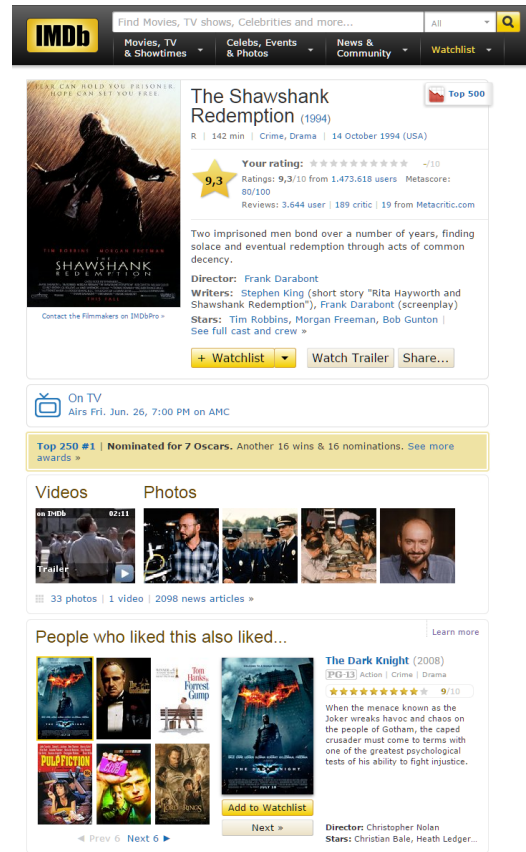 IMDb
Find Movies, TV shows, Celebrities and more...
All
Movies, TV
& Showtimes
Celebs, Events
& Photos
News &
Community
Watchlist
FEAR CAN HOLD YOU PRISONER.
HOPE CAN SET YOU FREE.
TIM ROBBINS MORGAN FREEMAN
THE
SHAWSHANK
REDEMPTION
Contact the Filmmakers on IMDbPro »
The Shawshank
Redemption (1994)
Top 500
R | 142 min | Crime, Drama | 14 October 1994 (USA)
9,3
Your rating: -/10
Ratings: 9,3/10 from 1.473.618 users Metascore:
80/100
Reviews: 3.644 user | 189 critic | 19 from Metacritic.com
Two imprisoned men bond over a number of years, finding
solace and eventual redemption through acts of common
decency.
Director: Frank Darabont
Writers: Stephen King (short story "Rita Hayworth and
Shawshank Redemption"), Frank Darabont (screenplay)
Stars: Tim Robbins, Morgan Freeman, Bob Gunton |
See full cast and crew »
+ Watchlist
Watch Trailer
Share...
On TV
Airs Fri. Jun. 26, 7:00 PM on AMC
Top 250 #1 | Nominated for 7 Oscars. Another 16 wins & 16 nominations. See more
awards »
Videos
Photos
on IMDb 02:11
Trailer
33 photos | 1 video | 2098 news articles »
People who liked this also liked...
Learn more
The Godfather
Tom
Hanks
Forrest
Gump
PULP FICTION
THE LORD OF THE RINGS
THE DARK KNIGHT
JULY 18
Add to Watchlist
Next »
◄ Prev 6 Next 6 ►
The Dark Knight (2008)
PG-13 Action | Crime | Drama
9/10
When the menace known as the
Joker wreaks havoc and chaos on
the people of Gotham, the caped
crusader must come to terms with
one of the greatest psychological
tests of his ability to fight injustice.
Director: Christopher Nolan
Stars: Christian Bale, Heath Ledger...